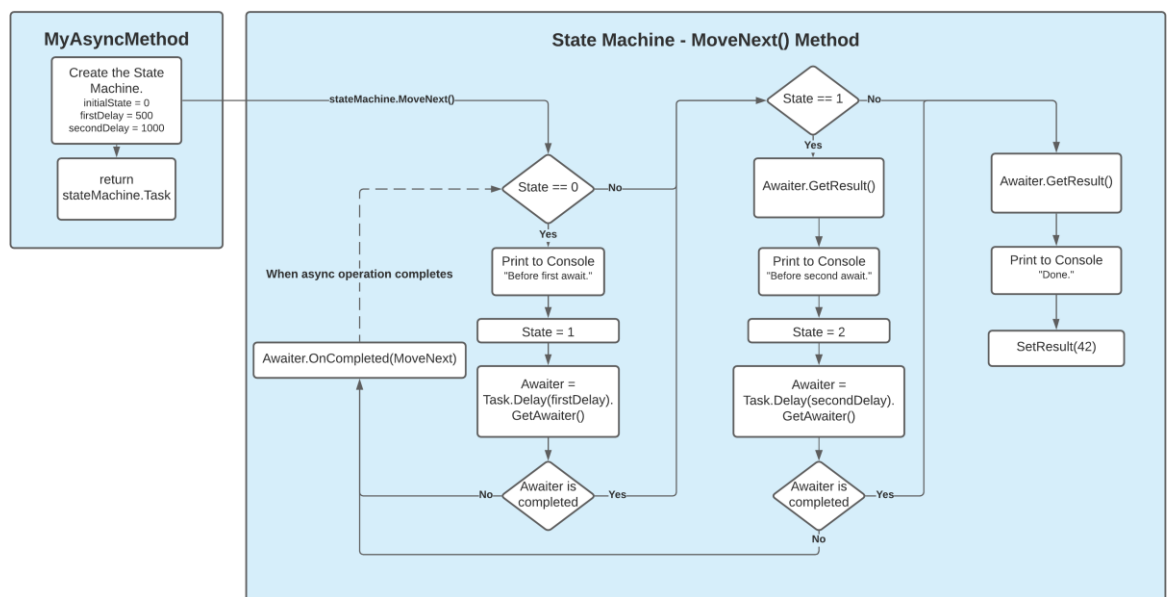 MyAsyncMethod
Create the State
Machine.
initialState = 0
firstDelay = 500
secondDelay = 1000
return
stateMachine.Task
State Machine - MoveNext() Method
stateMachine.MoveNext()
State == 0
No
Yes
Print to Console
"Before first await."
State = 1
Awaiter =
Task.Delay(firstDelay).
GetAwaiter()
Awaiter is
completed
No
Yes
When async operation completes
Awaiter.OnCompleted(MoveNext)
State == 1
No
Yes
Awaiter.GetResult()
Print to Console
"Before second await."
State = 2
Awaiter =
Task.Delay(secondDelay).
GetAwaiter()
Awaiter is
completed
Yes
No
Awaiter.GetResult()
Print to Console
"Done."
SetResult(42)